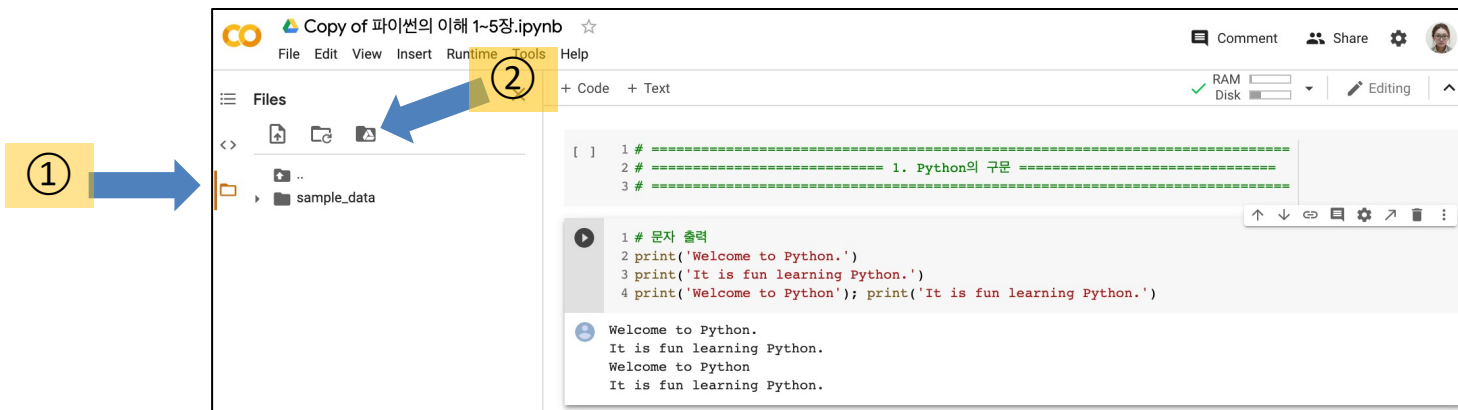 Copy of 파이썬의 이해 1~5장.ipynb
File Edit View Insert Runtime Tools Help
Comment Share
①
②
Files
..
sample_data
+ Code + Text
RAM
Disk
Editing
[ ] 1 # =============================================================================
2 # ============================ 1. Python의 구문 ===============================
3 # =============================================================================
1 # 문자 출력
2 print('Welcome to Python.')
3 print('It is fun learning Python.')
4 print('Welcome to Python'); print('It is fun learning Python.')
Welcome to Python.
It is fun learning Python.
Welcome to Python
It is fun learning Python.